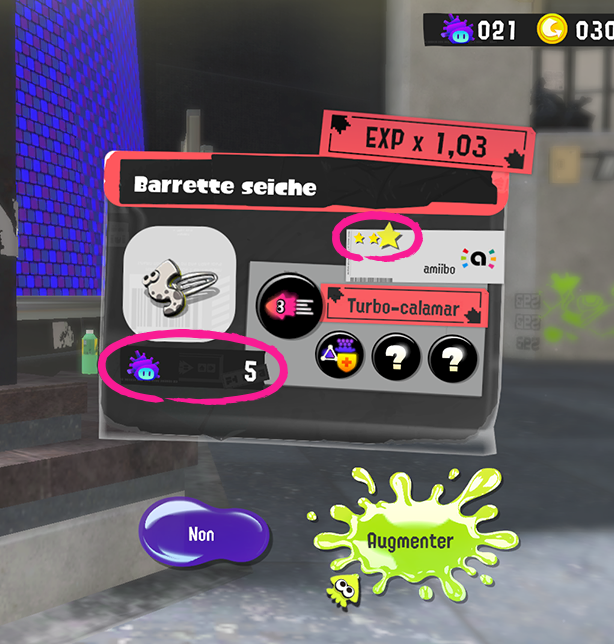 021 030
EXP x 1,03
Barrette seiche
amiibo
3
Turbo-calamar
5
? ?
Non
Augmenter